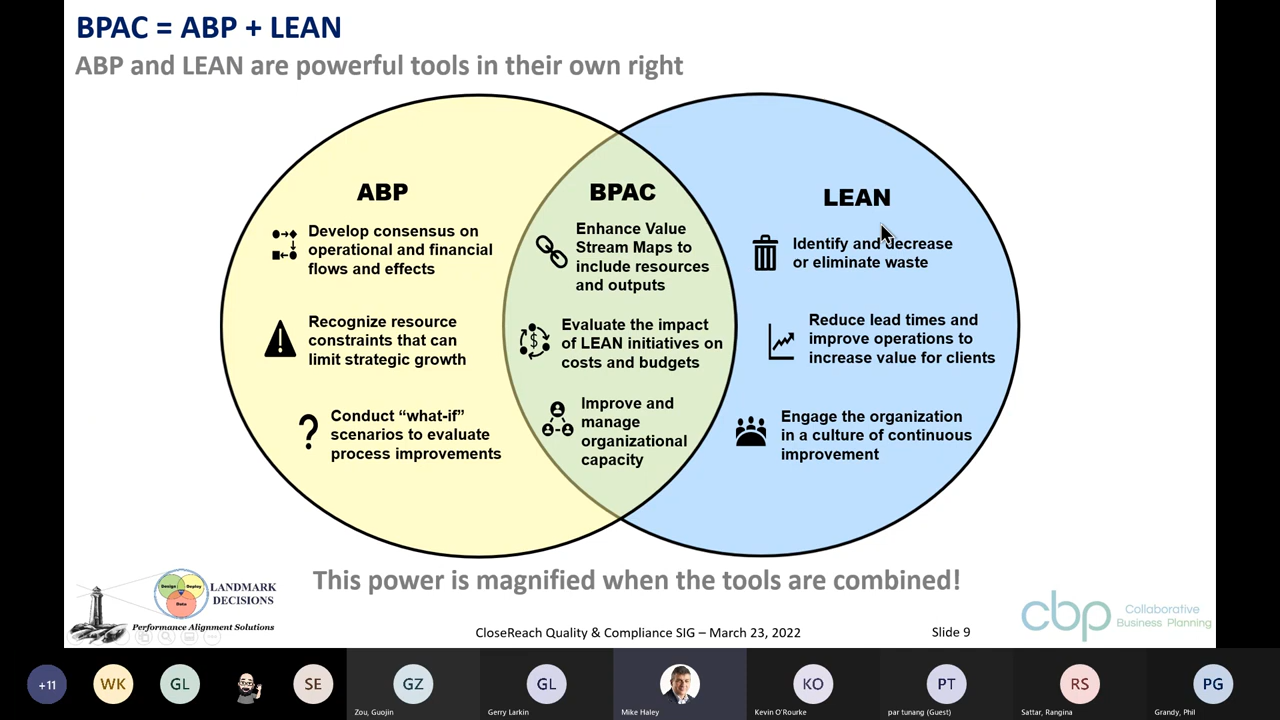 BPAC = ABP + LEAN
ABP and LEAN are powerful tools in their own right
ABP
Develop consensus on
operational and financial
flows and effects
Recognize resource
constraints that can
limit strategic growth
Conduct “what-if”
scenarios to evaluate
process improvements
BPAC
Enhance Value
Stream Maps to
include resources
and outputs
Evaluate the impact
of LEAN initiatives on
costs and budgets
Improve and
manage
organizational
capacity
LEAN
Identify and decrease
or eliminate waste
Reduce lead times and
improve operations to
increase value for clients
Engage the organization
in a culture of continuous
improvement
This power is magnified when the tools are combined!
Design
Deploy
Data
LANDMARK
DECISIONS
Performance Alignment Solutions
CloseReach Quality & Compliance SIG – March 23, 2022
Slide 9
cbp
Collaborative
Business Planning
+11
WK
GL
SE
GZ
Zou, Guojin
GL
Gerry Larkin
Mike Haley
KO
Kevin O'Rourke
PT
par tunang (Guest)
RS
Sattar, Rangina
PG
Grandy, Phil